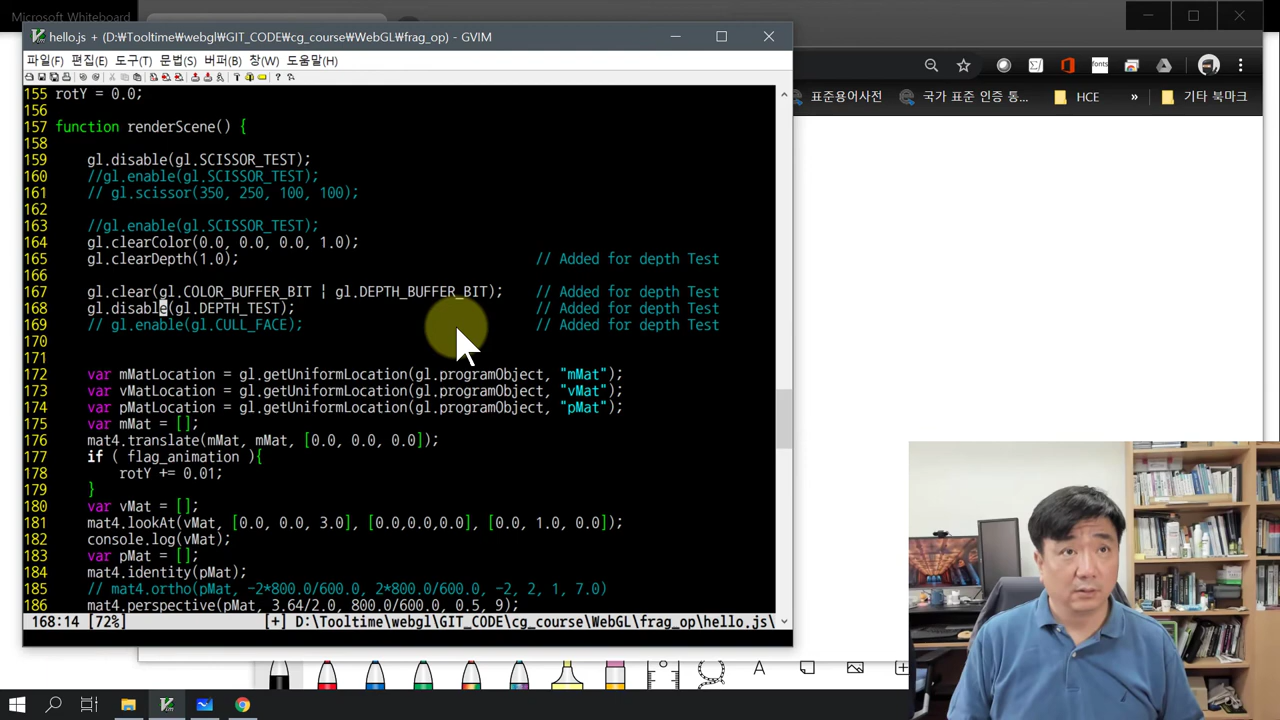 Microsoft Whiteboard
hello.js + (D:₩Tooltime₩webgl₩GIT_CODE₩cg_course₩WebGL₩frag_op) - GVIM
파일(F) 편집(E) 도구(T) 문법(S) 버퍼(B) 창(W) 도움말(H)
fonts
표준용어사전 국가 표준 인증 통... HCE » 기타 북마크
155 rotY = 0.0;
156
157 function renderScene() {
158
159     gl.disable(gl.SCISSOR_TEST);
160     //gl.enable(gl.SCISSOR_TEST);
161     // gl.scissor(350, 250, 100, 100);
162
163     //gl.enable(gl.SCISSOR_TEST);
164     gl.clearColor(0.0, 0.0, 0.0, 1.0);
165     gl.clearDepth(1.0); // Added for depth Test
166
167     gl.clear(gl.COLOR_BUFFER_BIT | gl.DEPTH_BUFFER_BIT); // Added for depth Test
168     gl.disable(gl.DEPTH_TEST); // Added for depth Test
169     // gl.enable(gl.CULL_FACE); // Added for depth Test
170
171
172     var mMatLocation = gl.getUniformLocation(gl.programObject, "mMat");
173     var vMatLocation = gl.getUniformLocation(gl.programObject, "vMat");
174     var pMatLocation = gl.getUniformLocation(gl.programObject, "pMat");
175     var mMat = [];
176     mat4.translate(mMat, mMat, [0.0, 0.0, 0.0]);
177     if ( flag_animation ){
178         rotY += 0.01;
179     }
180     var vMat = [];
181     mat4.lookAt(vMat, [0.0, 0.0, 3.0], [0.0,0.0,0.0], [0.0, 1.0, 0.0]);
182     console.log(vMat);
183     var pMat = [];
184     mat4.identity(pMat);
185     // mat4.ortho(pMat, -2*800.0/600.0, 2*800.0/600.0, -2, 2, 1, 7.0)
186     mat4.perspective(pMat, 3.64/2.0, 800.0/600.0, 0.5, 9);
168:14 [72%] [+] D:\Tooltime\webgl\GIT_CODE\cg_course\WebGL\frag_op\hello.js\